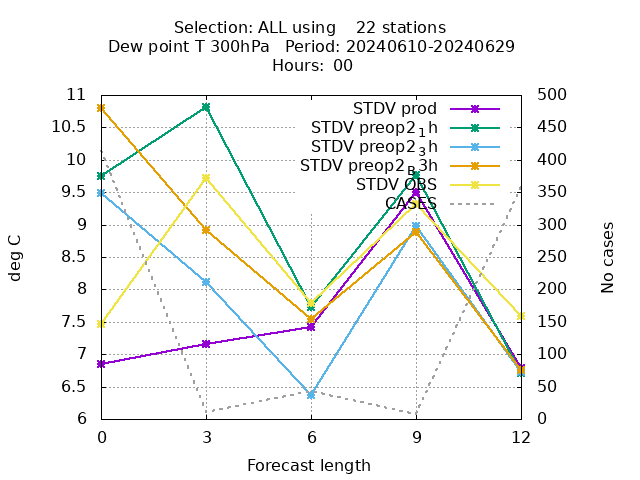 Selection: ALL using    22 stations
Dew point T 300hPa   Period: 20240610-20240629
Hours:  00
deg C
No cases
11
10.5
10
9.5
9
8.5
8
7.5
7
6.5
6
500
450
400
350
300
250
200
150
100
50
0
STDV prod
STDV preop2₁h
STDV preop2₃h
STDV preop2_B3h
STDV OBS
CASES
0 3 6 9 12
Forecast length